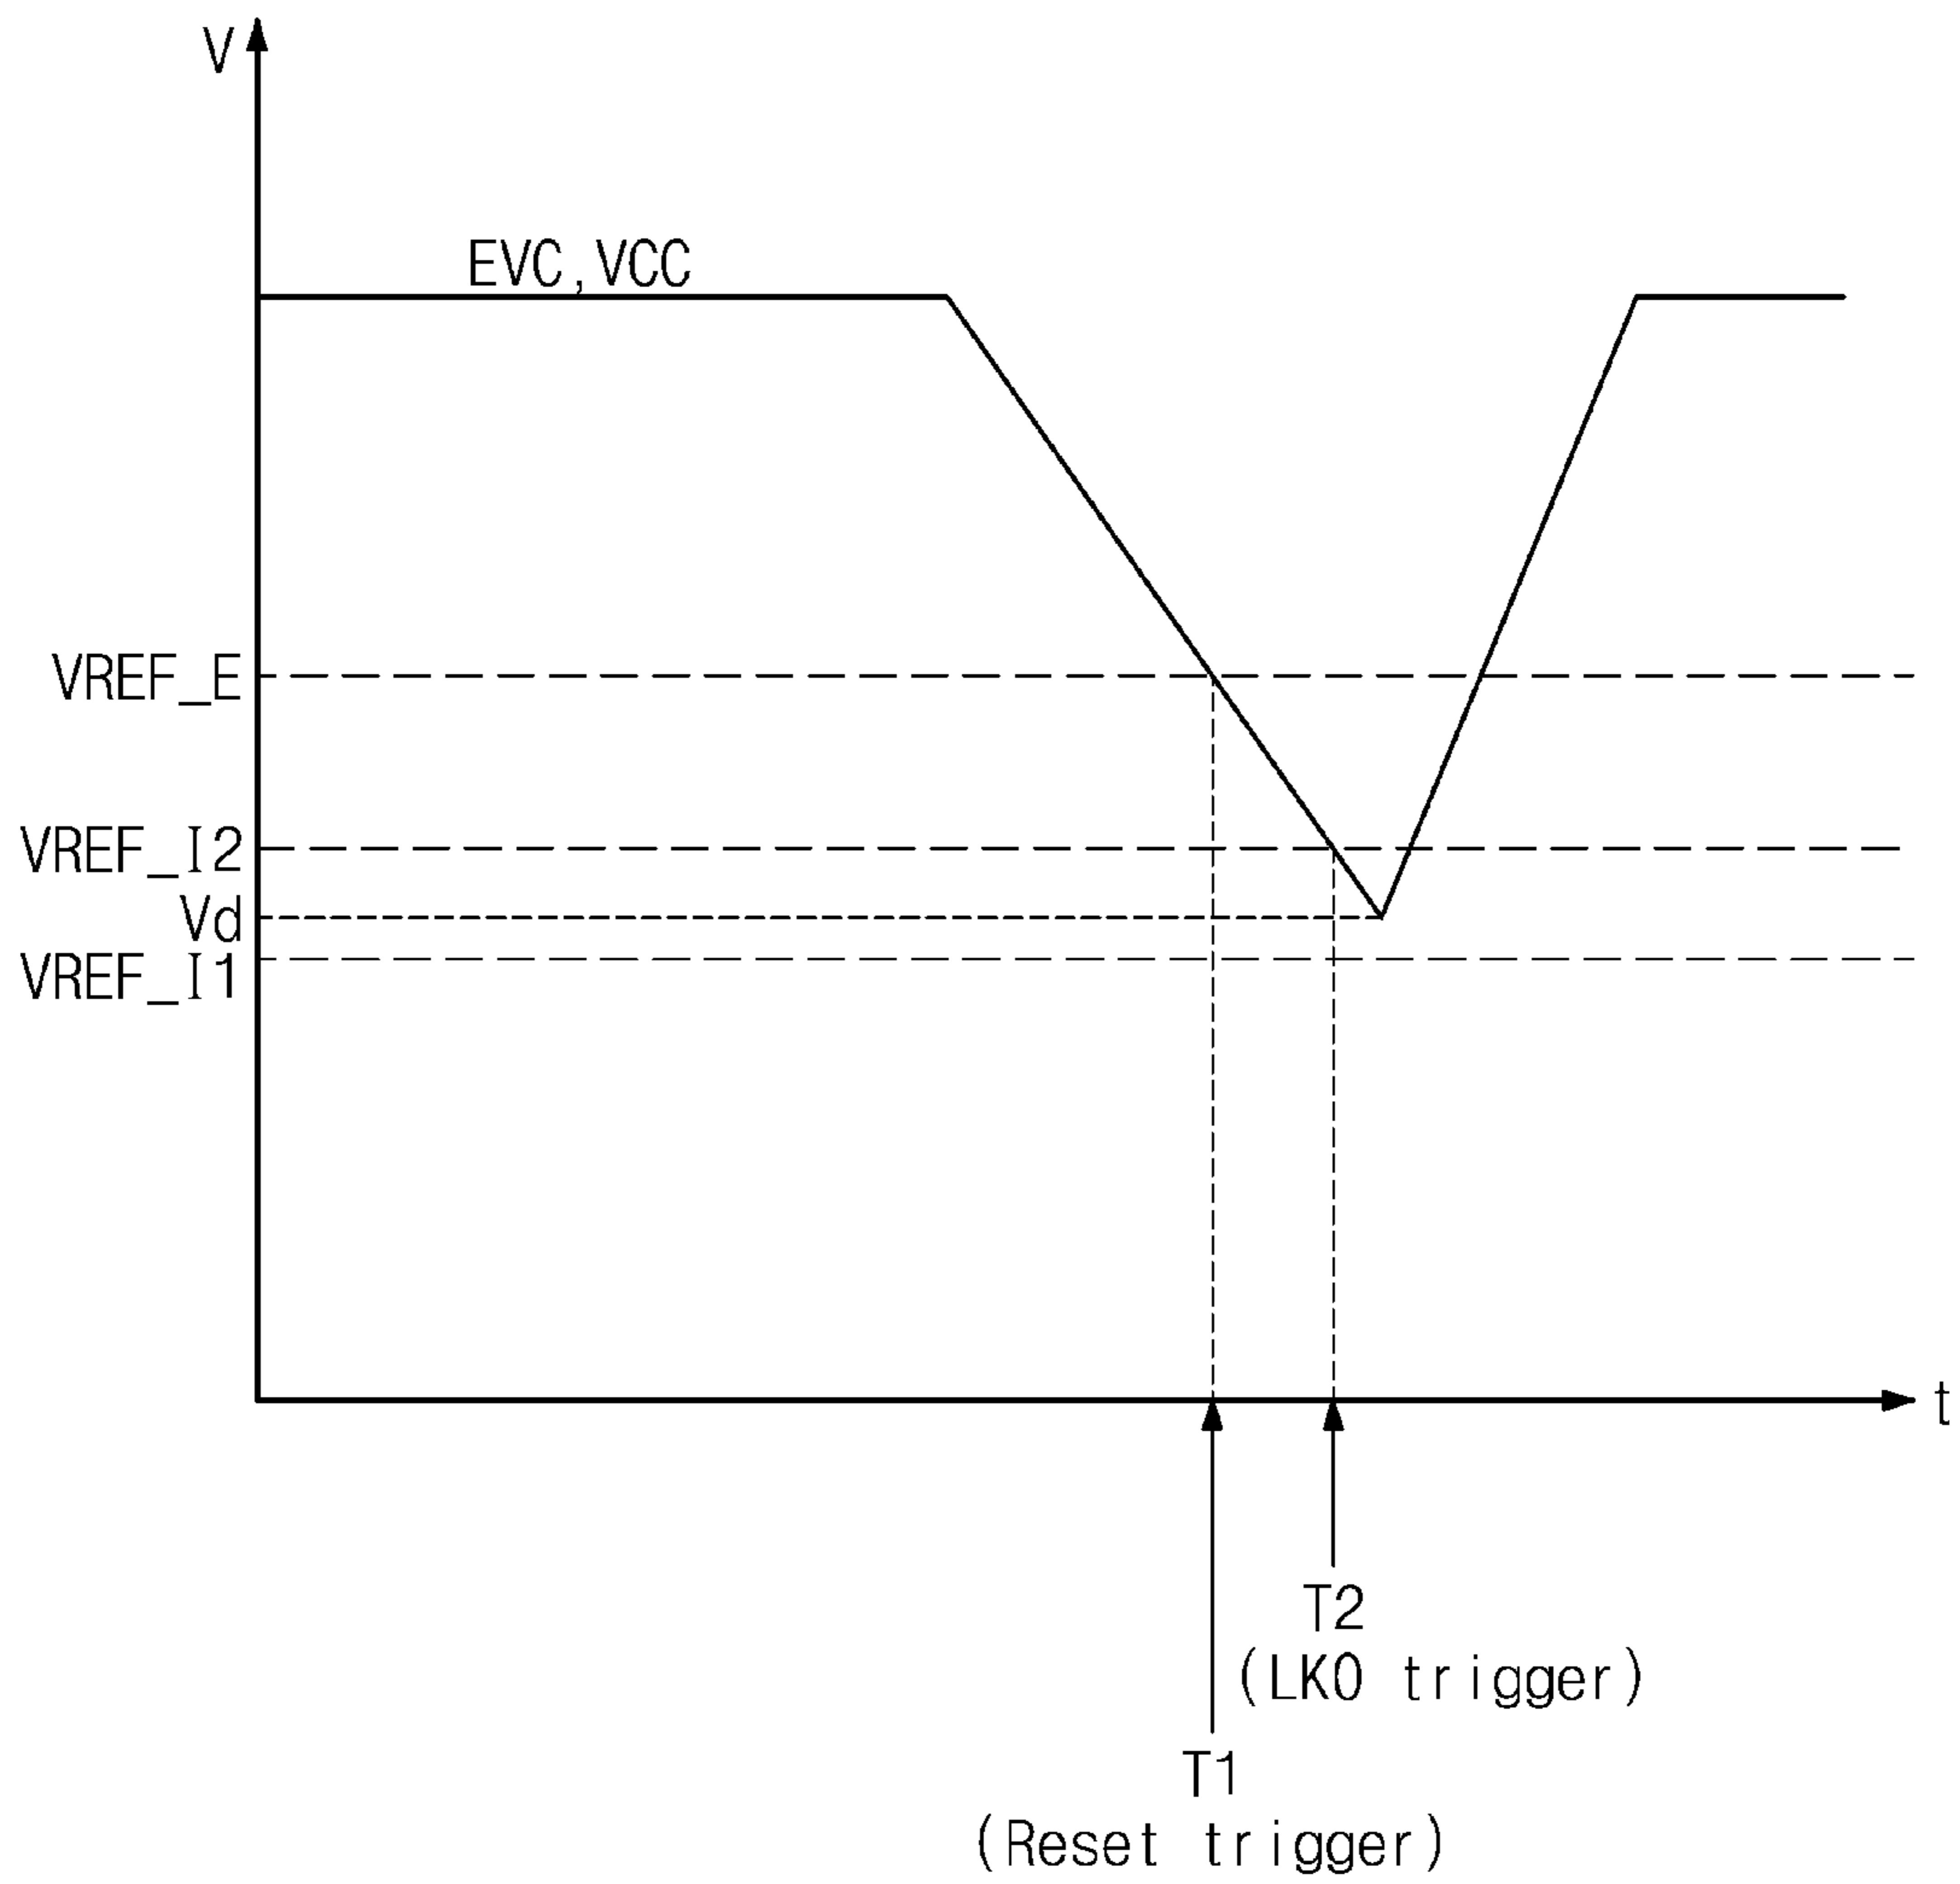 V
EVC,VCC
VREF_E
VREF_I2
Vd
VREF_I1
t
T2
(LKO trigger)
T1
(Reset trigger)